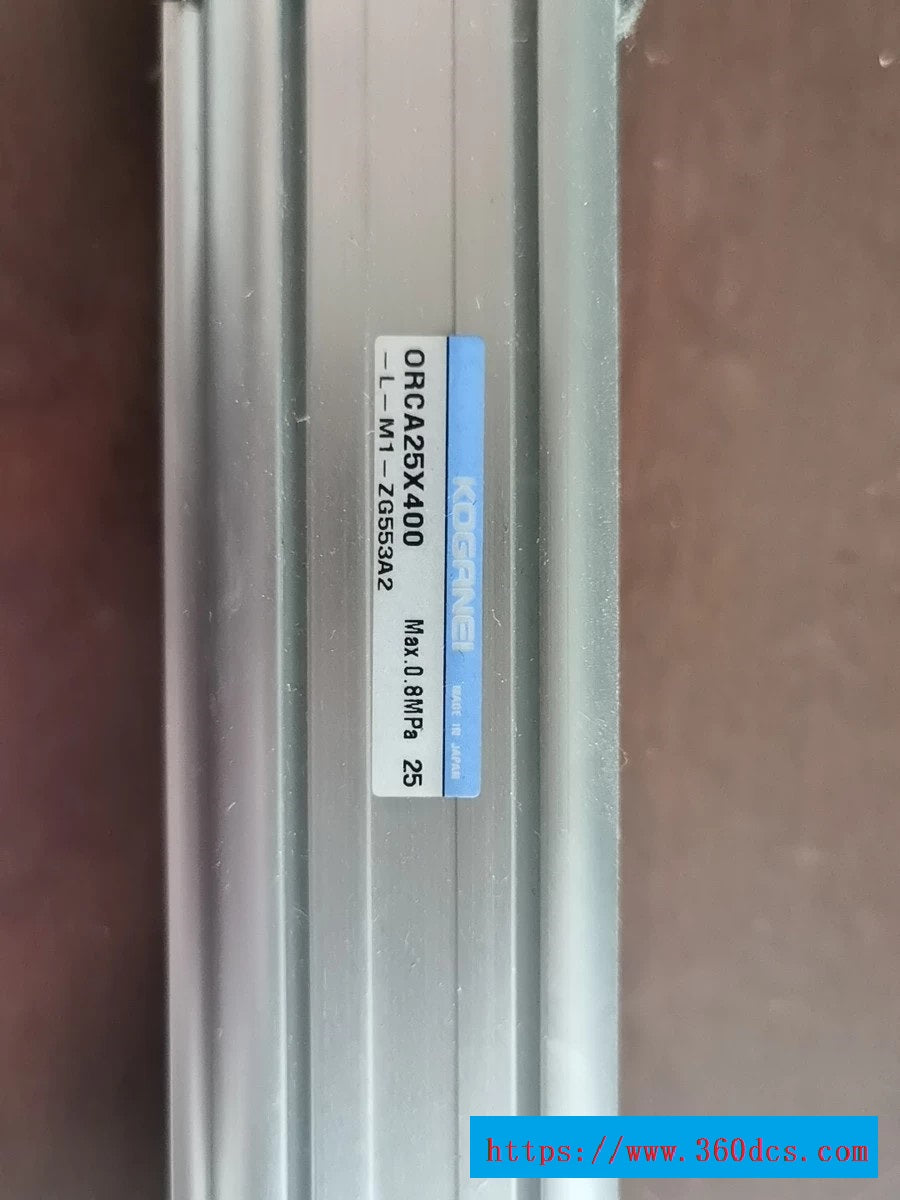 KOGANEI MADE IN JAPAN
ORCA25X400 Max.0.8MPa 25
-L-M1-ZG553A2
https://www.360dcs.com